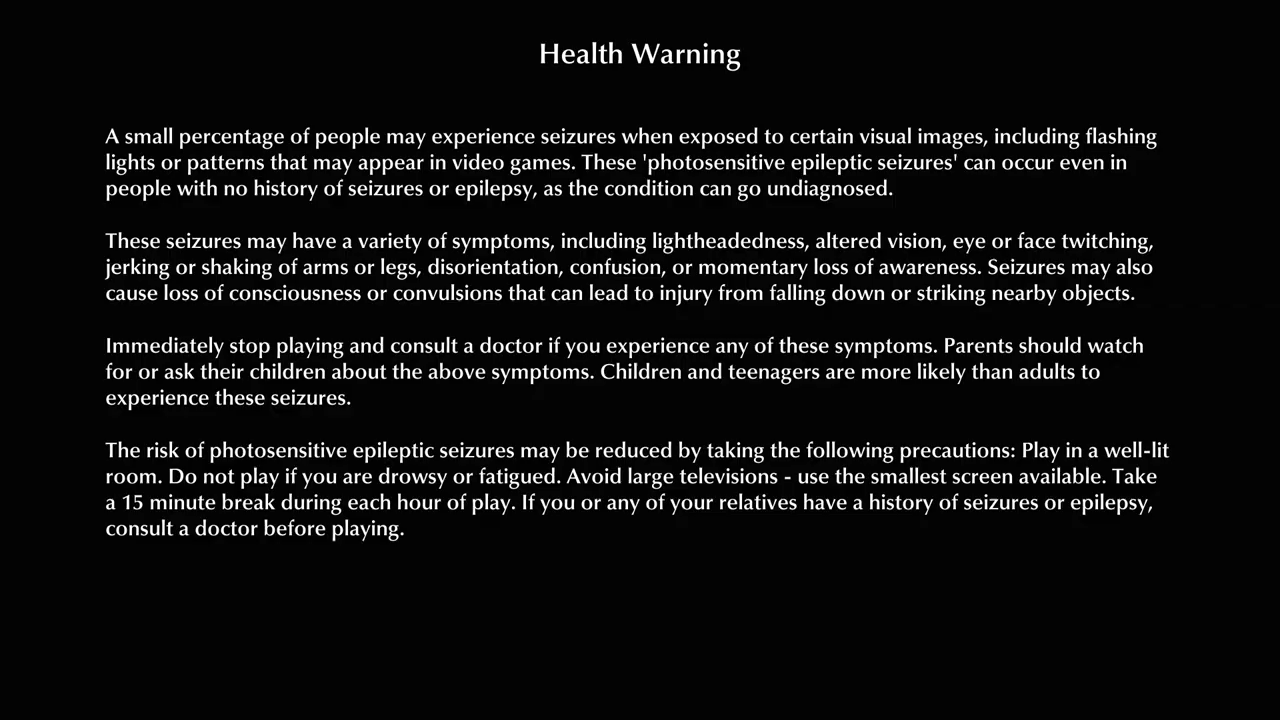 Health Warning
A small percentage of people may experience seizures when exposed to certain visual images, including flashing
lights or patterns that may appear in video games. These 'photosensitive epileptic seizures' can occur even in
people with no history of seizures or epilepsy, as the condition can go undiagnosed.
These seizures may have a variety of symptoms, including lightheadedness, altered vision, eye or face twitching,
jerking or shaking of arms or legs, disorientation, confusion, or momentary loss of awareness. Seizures may also
cause loss of consciousness or convulsions that can lead to injury from falling down or striking nearby objects.
Immediately stop playing and consult a doctor if you experience any of these symptoms. Parents should watch
for or ask their children about the above symptoms. Children and teenagers are more likely than adults to
experience these seizures.
The risk of photosensitive epileptic seizures may be reduced by taking the following precautions: Play in a well-lit
room. Do not play if you are drowsy or fatigued. Avoid large televisions - use the smallest screen available. Take
a 15 minute break during each hour of play. If you or any of your relatives have a history of seizures or epilepsy,
consult a doctor before playing.